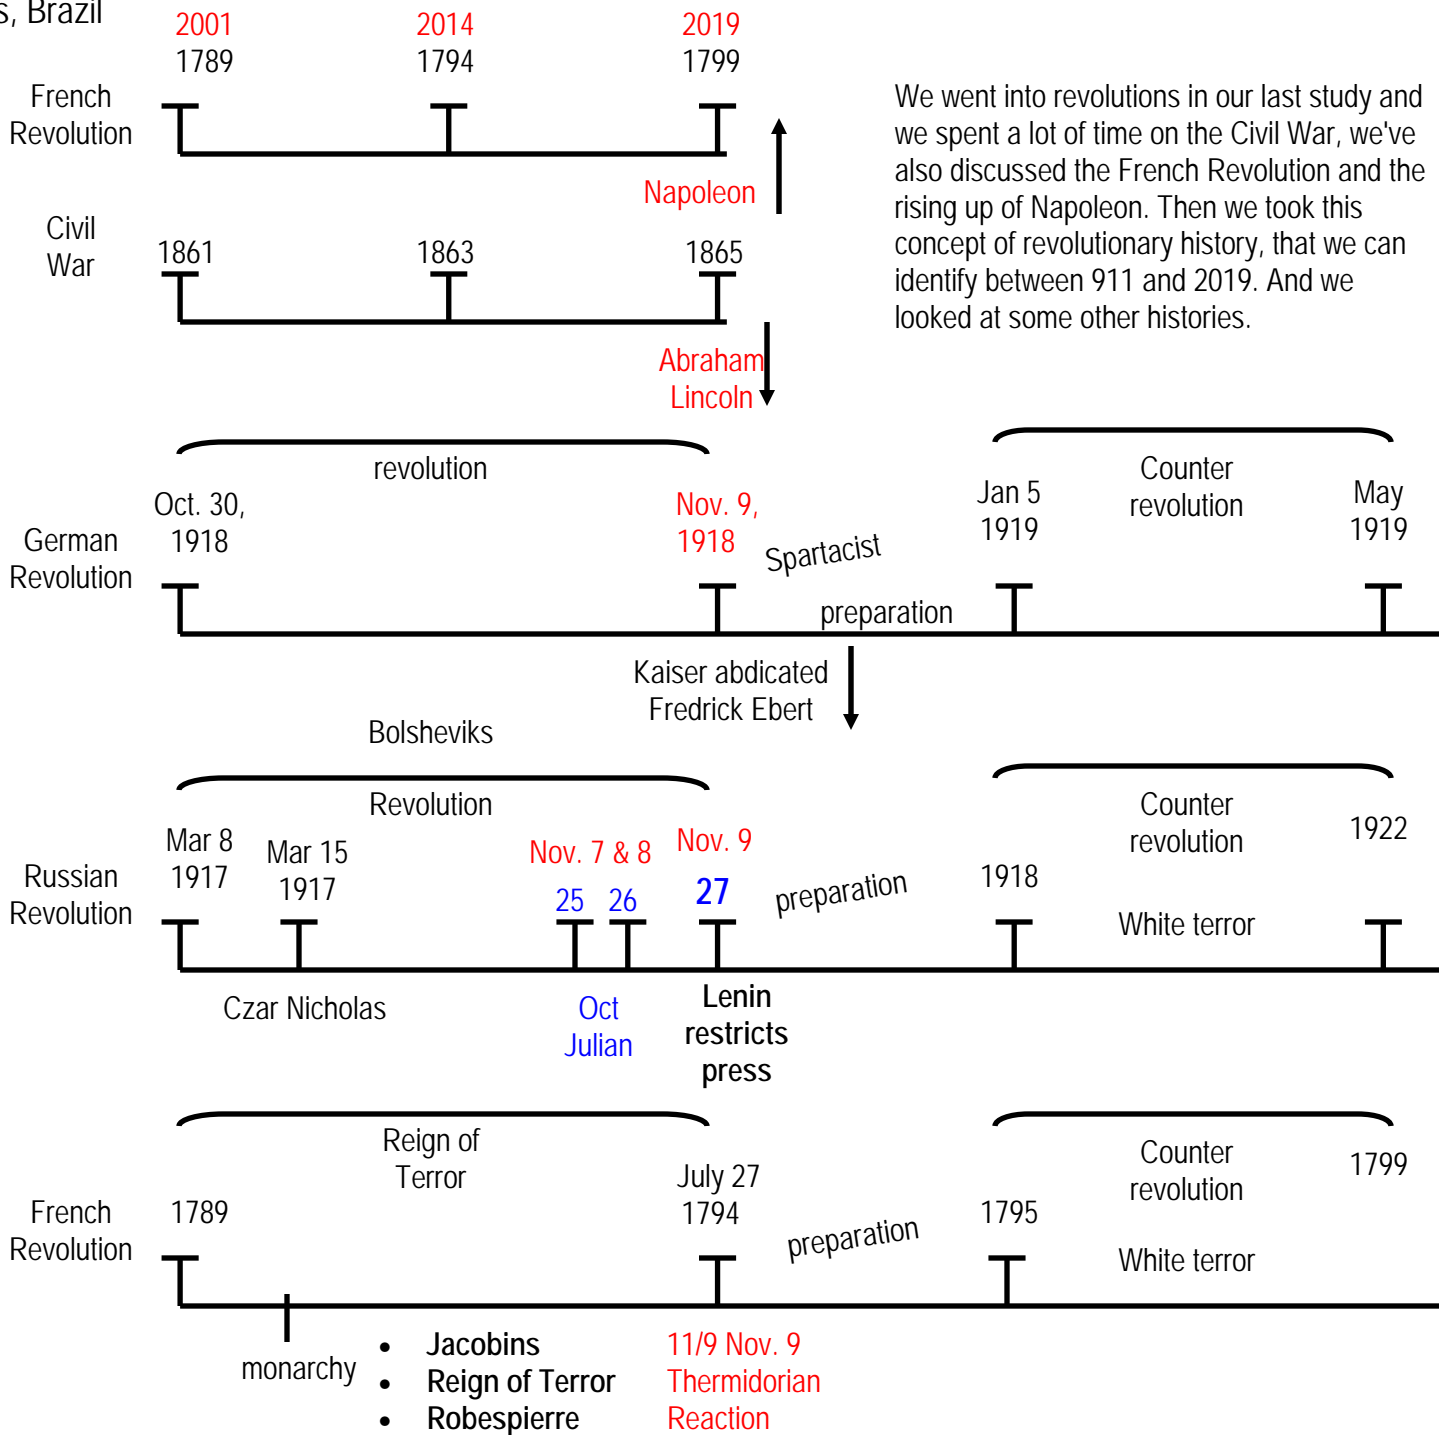 s, Brazil
2001 2014 2019
1789 1794 1799
French
Revolution
Napoleon
We went into revolutions in our last study and
we spent a lot of time on the Civil War, we've
also discussed the French Revolution and the
rising up of Napoleon. Then we took this
concept of revolutionary history, that we can
identify between 911 and 2019. And we
looked at some other histories.
Civil
War
1861 1863 1865
Abraham
Lincoln
revolution
Counter
revolution
Oct. 30,
1918
Nov. 9,
1918
Spartacist
Jan 5
1919
May
1919
German
Revolution
preparation
Kaiser abdicated
Fredrick Ebert
Bolsheviks
Revolution
Counter
revolution
Mar 8
1917
Mar 15
1917
Nov. 7 & 8
25 26
Nov. 9
27
preparation
1918
1922
Russian
Revolution
White terror
Czar Nicholas
Oct
Julian
Lenin
restricts
press
Reign of
Terror
Counter
revolution
French
Revolution
1789
July 27
1794
preparation
1795
1799
White terror
monarchy
• Jacobins
• Reign of Terror
• Robespierre
11/9 Nov. 9
Thermidorian
Reaction